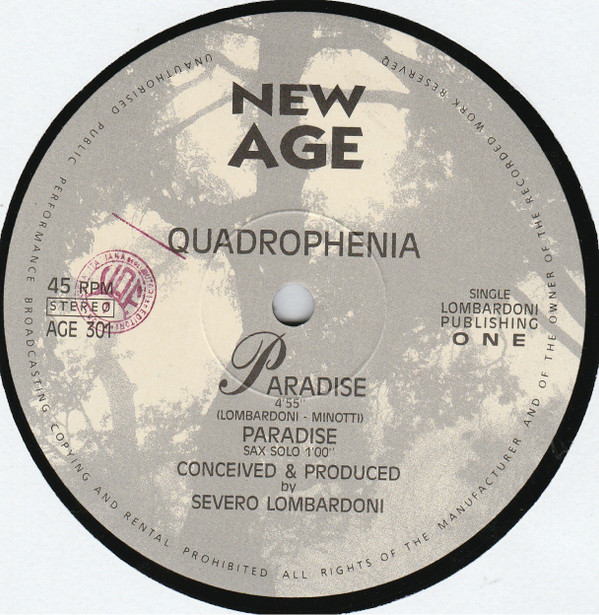 NEW
AGE
QUADROPHENIA
45 RPM
STEREO
AGE 301
SINGLE
LOMBARDONI
PUBLISHING
ONE
PARADISE
4'55"
(LOMBARDONI - MINOTTI)
PARADISE
SAX SOLO 1'00"
CONCEIVED & PRODUCED
by
SEVERO LOMBARDONI
UNAUTHORISED PUBLIC PERFORMANCE BROADCASTING COPYING AND RENTAL PROHIBITED ALL RIGHTS OF THE MANUFACTURER AND OF THE OWNER OF THE RECORDED WORK RESERVED